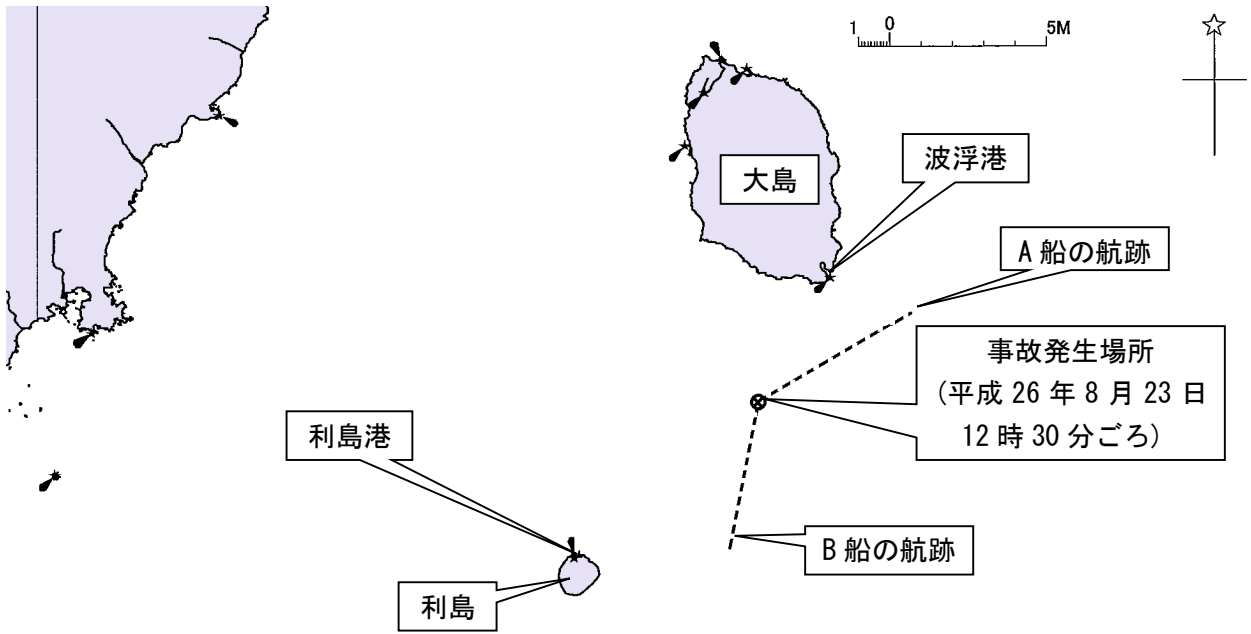 1 0 5M
波浮港
大島
A 船の航跡
事故発生場所
(平成 26 年 8 月 23 日
12 時 30 分ごろ)
利島港
B 船の航跡
利島